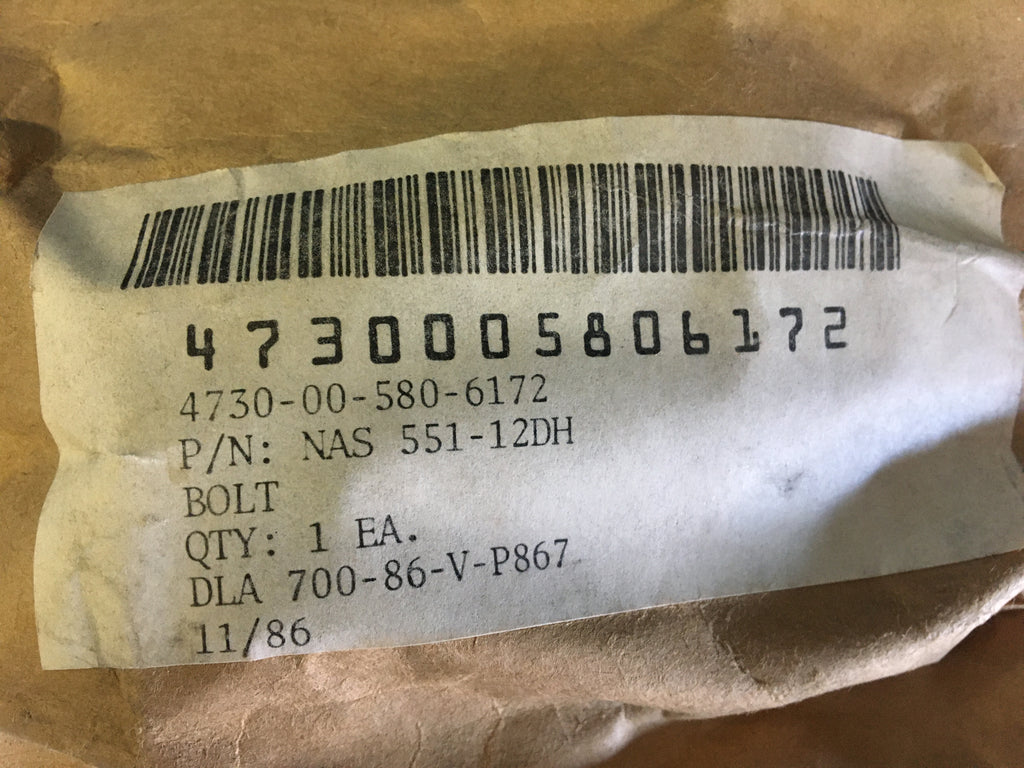 4730005806172
4730-00-580-6172
P/N: NAS 551-12DH
BOLT
QTY: 1 EA.
DLA 700-86-V-P867
11/86